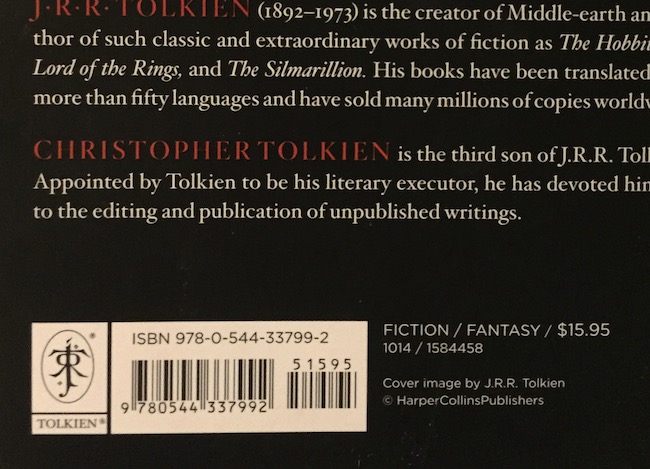 J·R·R·TOLKIEN (1892–1973) is the creator of Middle-earth
thor of such classic and extraordinary works of fiction as The
Lord of the Rings, and The Silmarillion. His books have been translated
more than fifty languages and have sold many millions of copies
CHRISTOPHER TOLKIEN is the third son of J.R.R.
Appointed by Tolkien to be his literary executor, he has devoted
to the editing and publication of unpublished writings.
ISBN 978-0-544-33799-2
51595
9 780544 337992
TOLKIEN®
FICTION / FANTASY / $15.95
1014 / 1584458
Cover image by J.R.R. Tolkien
© HarperCollinsPublishers